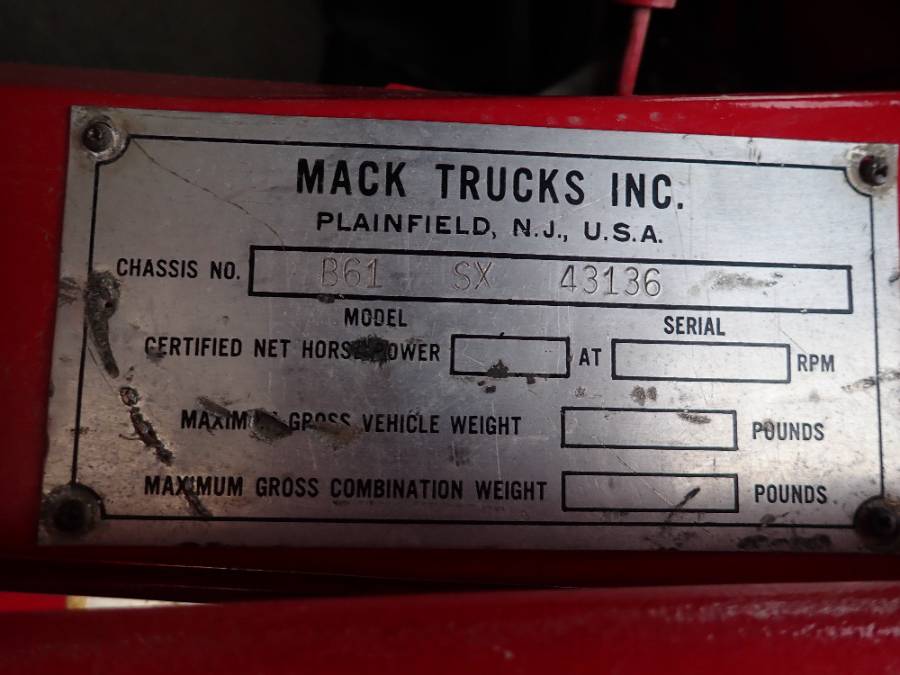 MACK TRUCKS INC.
PLAINFIELD, N.J., U.S.A.
CHASSIS NO. B61 SX 43136
MODEL SERIAL
CERTIFIED NET HORSEPOWER AT RPM
MAXIMUM GROSS VEHICLE WEIGHT POUNDS
MAXIMUM GROSS COMBINATION WEIGHT POUNDS